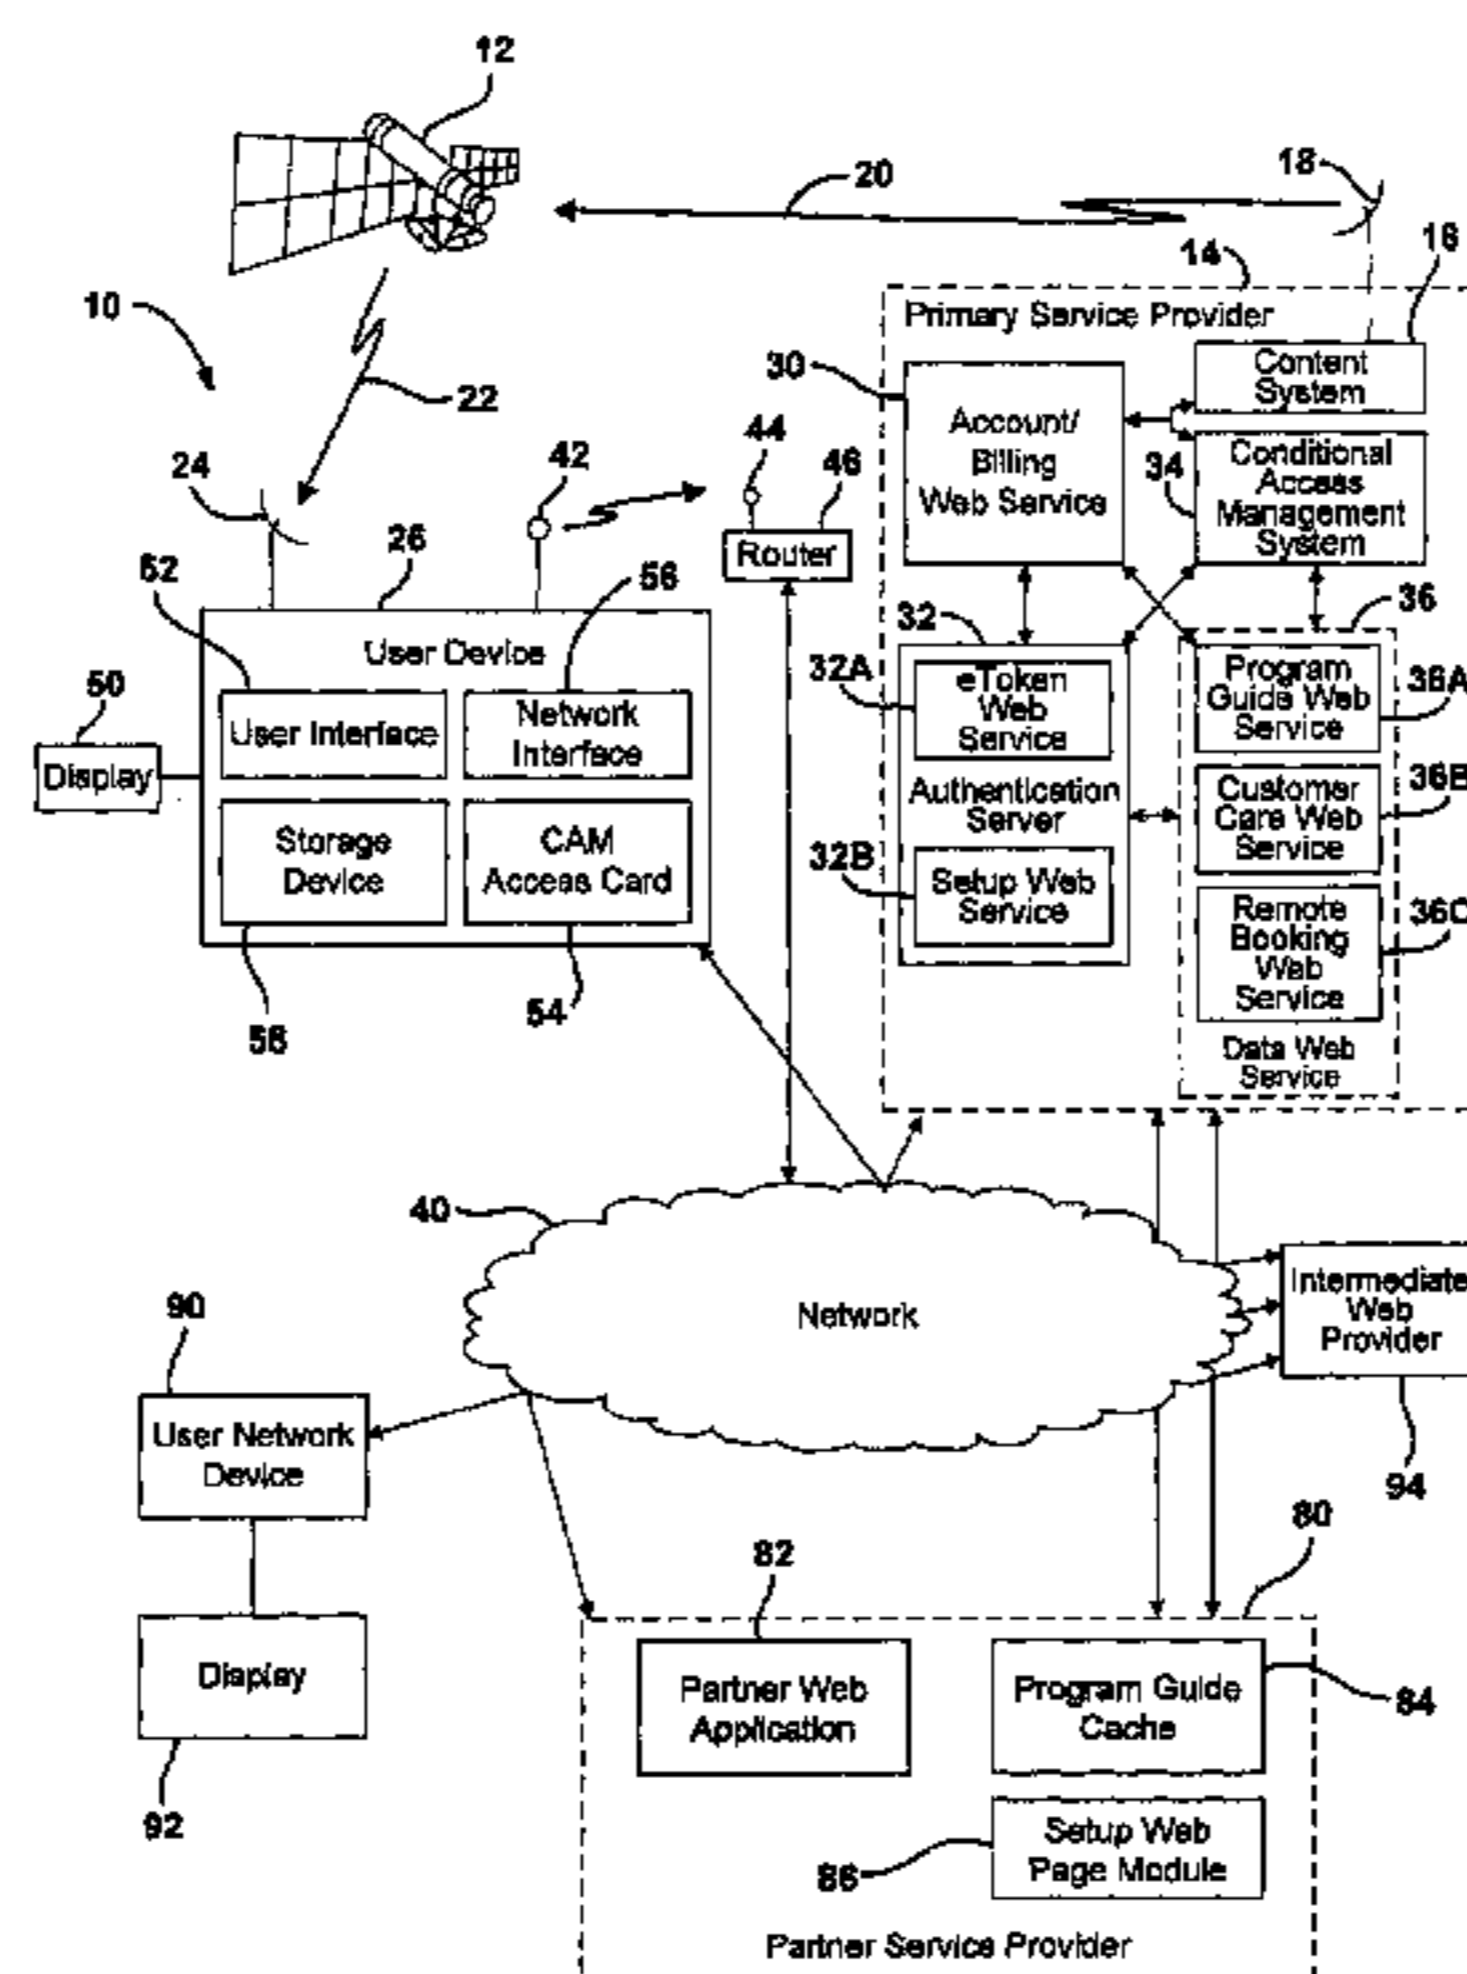 12
20
18
16
14
10
Primary Service Provider
22
30
Content
System
Account/
Billing
Web Service
34
Conditional
Access
Management
System
24
42
44
46
Router
52
26
56
36
User Device
32
32A
eToken
Web
Service
Program
Guide Web
Service
36A
50
Display
User Interface
Network
Interface
Authentication
Server
Customer
Care Web
Service
36B
Storage
Device
CAM
Access Card
32B
Setup Web
Service
Remote
Booking
Web
Service
36C
58
54
Data Web
Service
40
Network
Intermediate
Web
Provider
94
90
User Network
Device
80
82
Display
92
Partner Web
Application
Program Guide
Cache
84
Setup Web
Page Module
86
Partner Service Provider